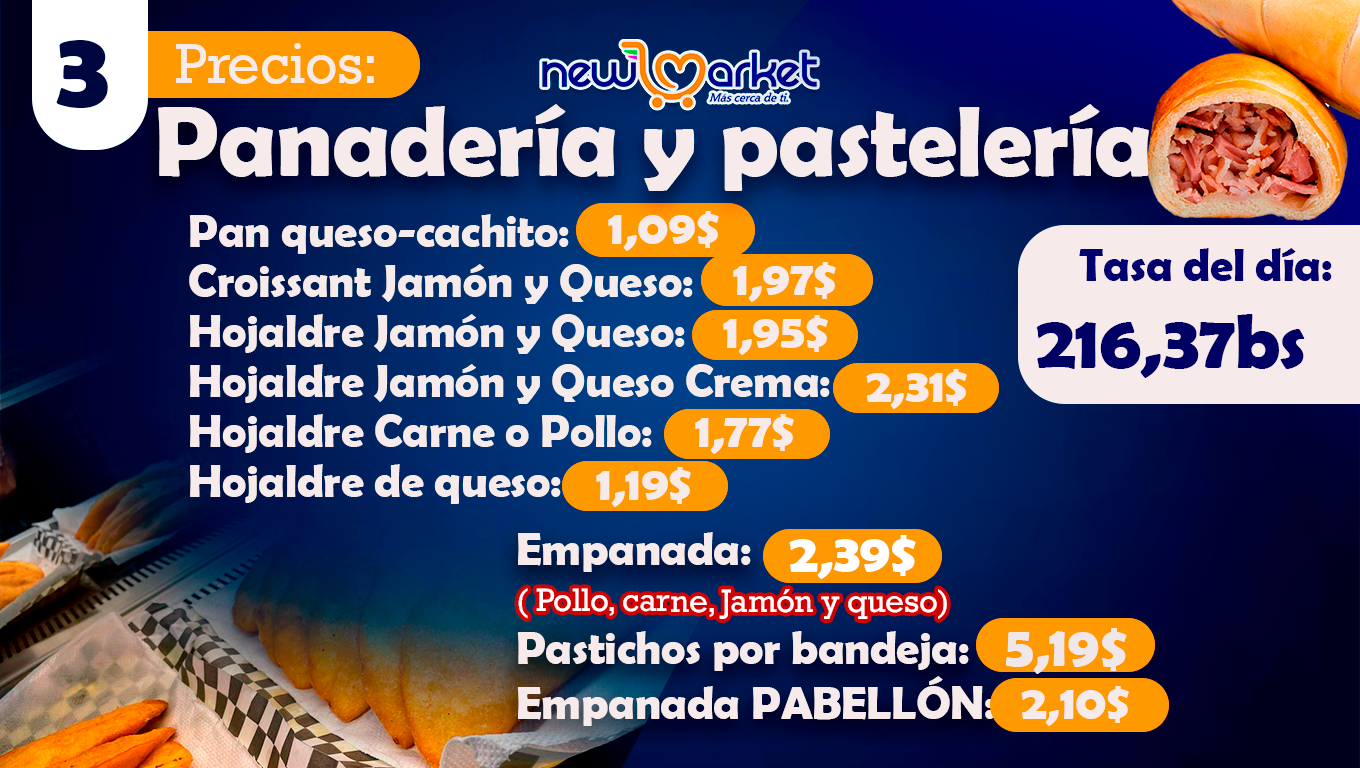 3
Precios:
new market
Más cerca de ti.
Panadería y pastelería
Pan queso-cachito: 1,09$
Croissant Jamón y Queso: 1,97$
Hojaldre Jamón y Queso: 1,95$
Hojaldre Jamón y Queso Crema: 2,31$
Hojaldre Carne o Pollo: 1,77$
Hojaldre de queso: 1,19$
Tasa del día:
216,37bs
Empanada: 2,39$
( Pollo, carne, Jamón y queso)
Pastichos por bandeja: 5,19$
Empanada PABELLÓN: 2,10$